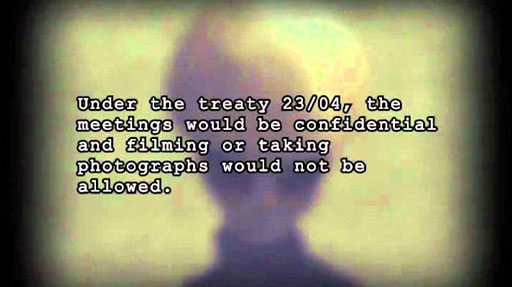 Under the treaty 23/04, the
meetings would be confidential
and filming or taking
photographs would not be
allowed.